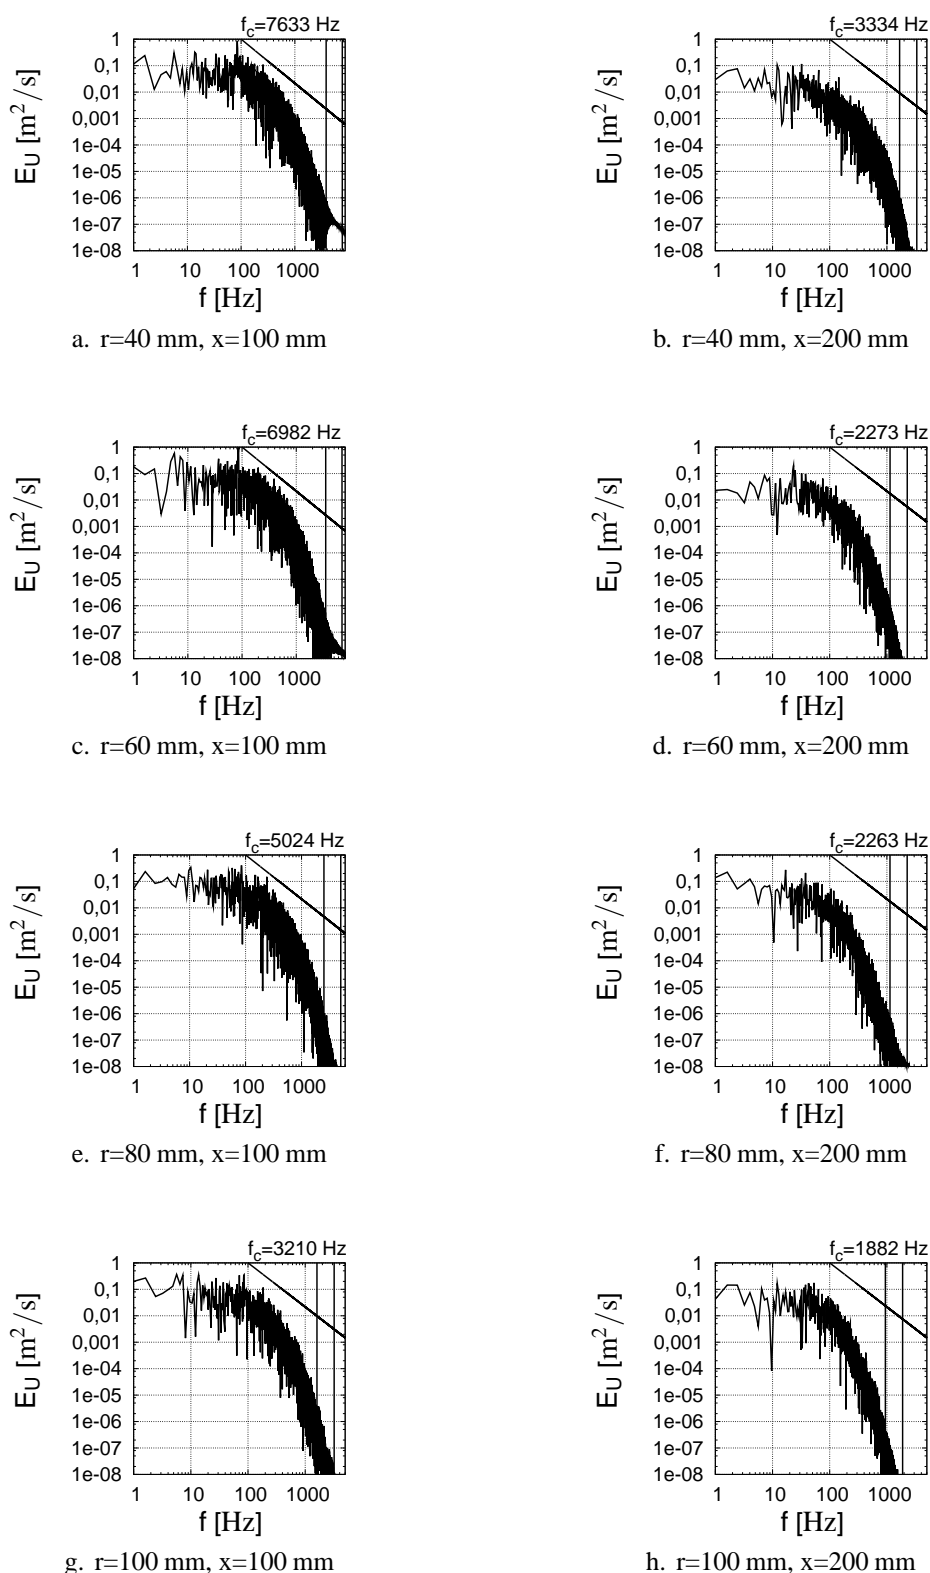 f_c=7633 Hz
E_U [m²/s]
1
0,1
0,01
0,001
1e-04
1e-05
1e-06
1e-07
1e-08
1 10 100 1000
f [Hz]
a. r=40 mm, x=100 mm
f_c=3334 Hz
E_U [m²/s]
1
0,1
0,01
0,001
1e-04
1e-05
1e-06
1e-07
1e-08
1 10 100 1000
f [Hz]
b. r=40 mm, x=200 mm
f_c=6982 Hz
E_U [m²/s]
1
0,1
0,01
0,001
1e-04
1e-05
1e-06
1e-07
1e-08
1 10 100 1000
f [Hz]
c. r=60 mm, x=100 mm
f_c=2273 Hz
E_U [m²/s]
1
0,1
0,01
0,001
1e-04
1e-05
1e-06
1e-07
1e-08
1 10 100 1000
f [Hz]
d. r=60 mm, x=200 mm
f_c=5024 Hz
E_U [m²/s]
1
0,1
0,01
0,001
1e-04
1e-05
1e-06
1e-07
1e-08
1 10 100 1000
f [Hz]
e. r=80 mm, x=100 mm
f_c=2263 Hz
E_U [m²/s]
1
0,1
0,01
0,001
1e-04
1e-05
1e-06
1e-07
1e-08
1 10 100 1000
f [Hz]
f. r=80 mm, x=200 mm
f_c=3210 Hz
E_U [m²/s]
1
0,1
0,01
0,001
1e-04
1e-05
1e-06
1e-07
1e-08
1 10 100 1000
f [Hz]
g. r=100 mm, x=100 mm
f_c=1882 Hz
E_U [m²/s]
1
0,1
0,01
0,001
1e-04
1e-05
1e-06
1e-07
1e-08
1 10 100 1000
f [Hz]
h. r=100 mm, x=200 mm